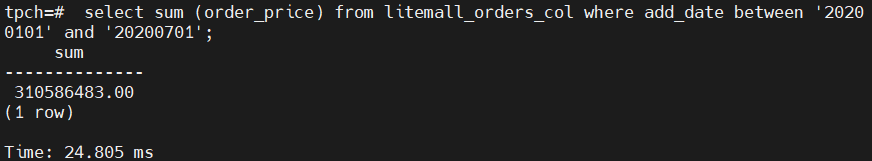 tpch=#  select sum (order_price) from litemall_orders_col where add_date between '2020
0101' and '20200701';
     sum
--------------
 310586483.00
(1 row)

Time: 24.805 ms